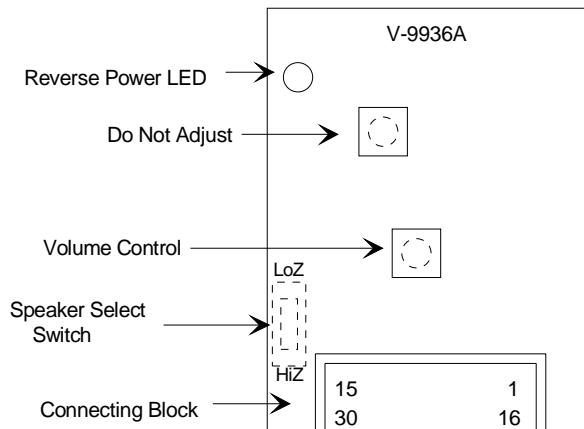 V-9936A
Reverse Power LED
Do Not Adjust
Volume Control
LoZ
Speaker Select
Switch
HiZ
Connecting Block
15 1
30 16